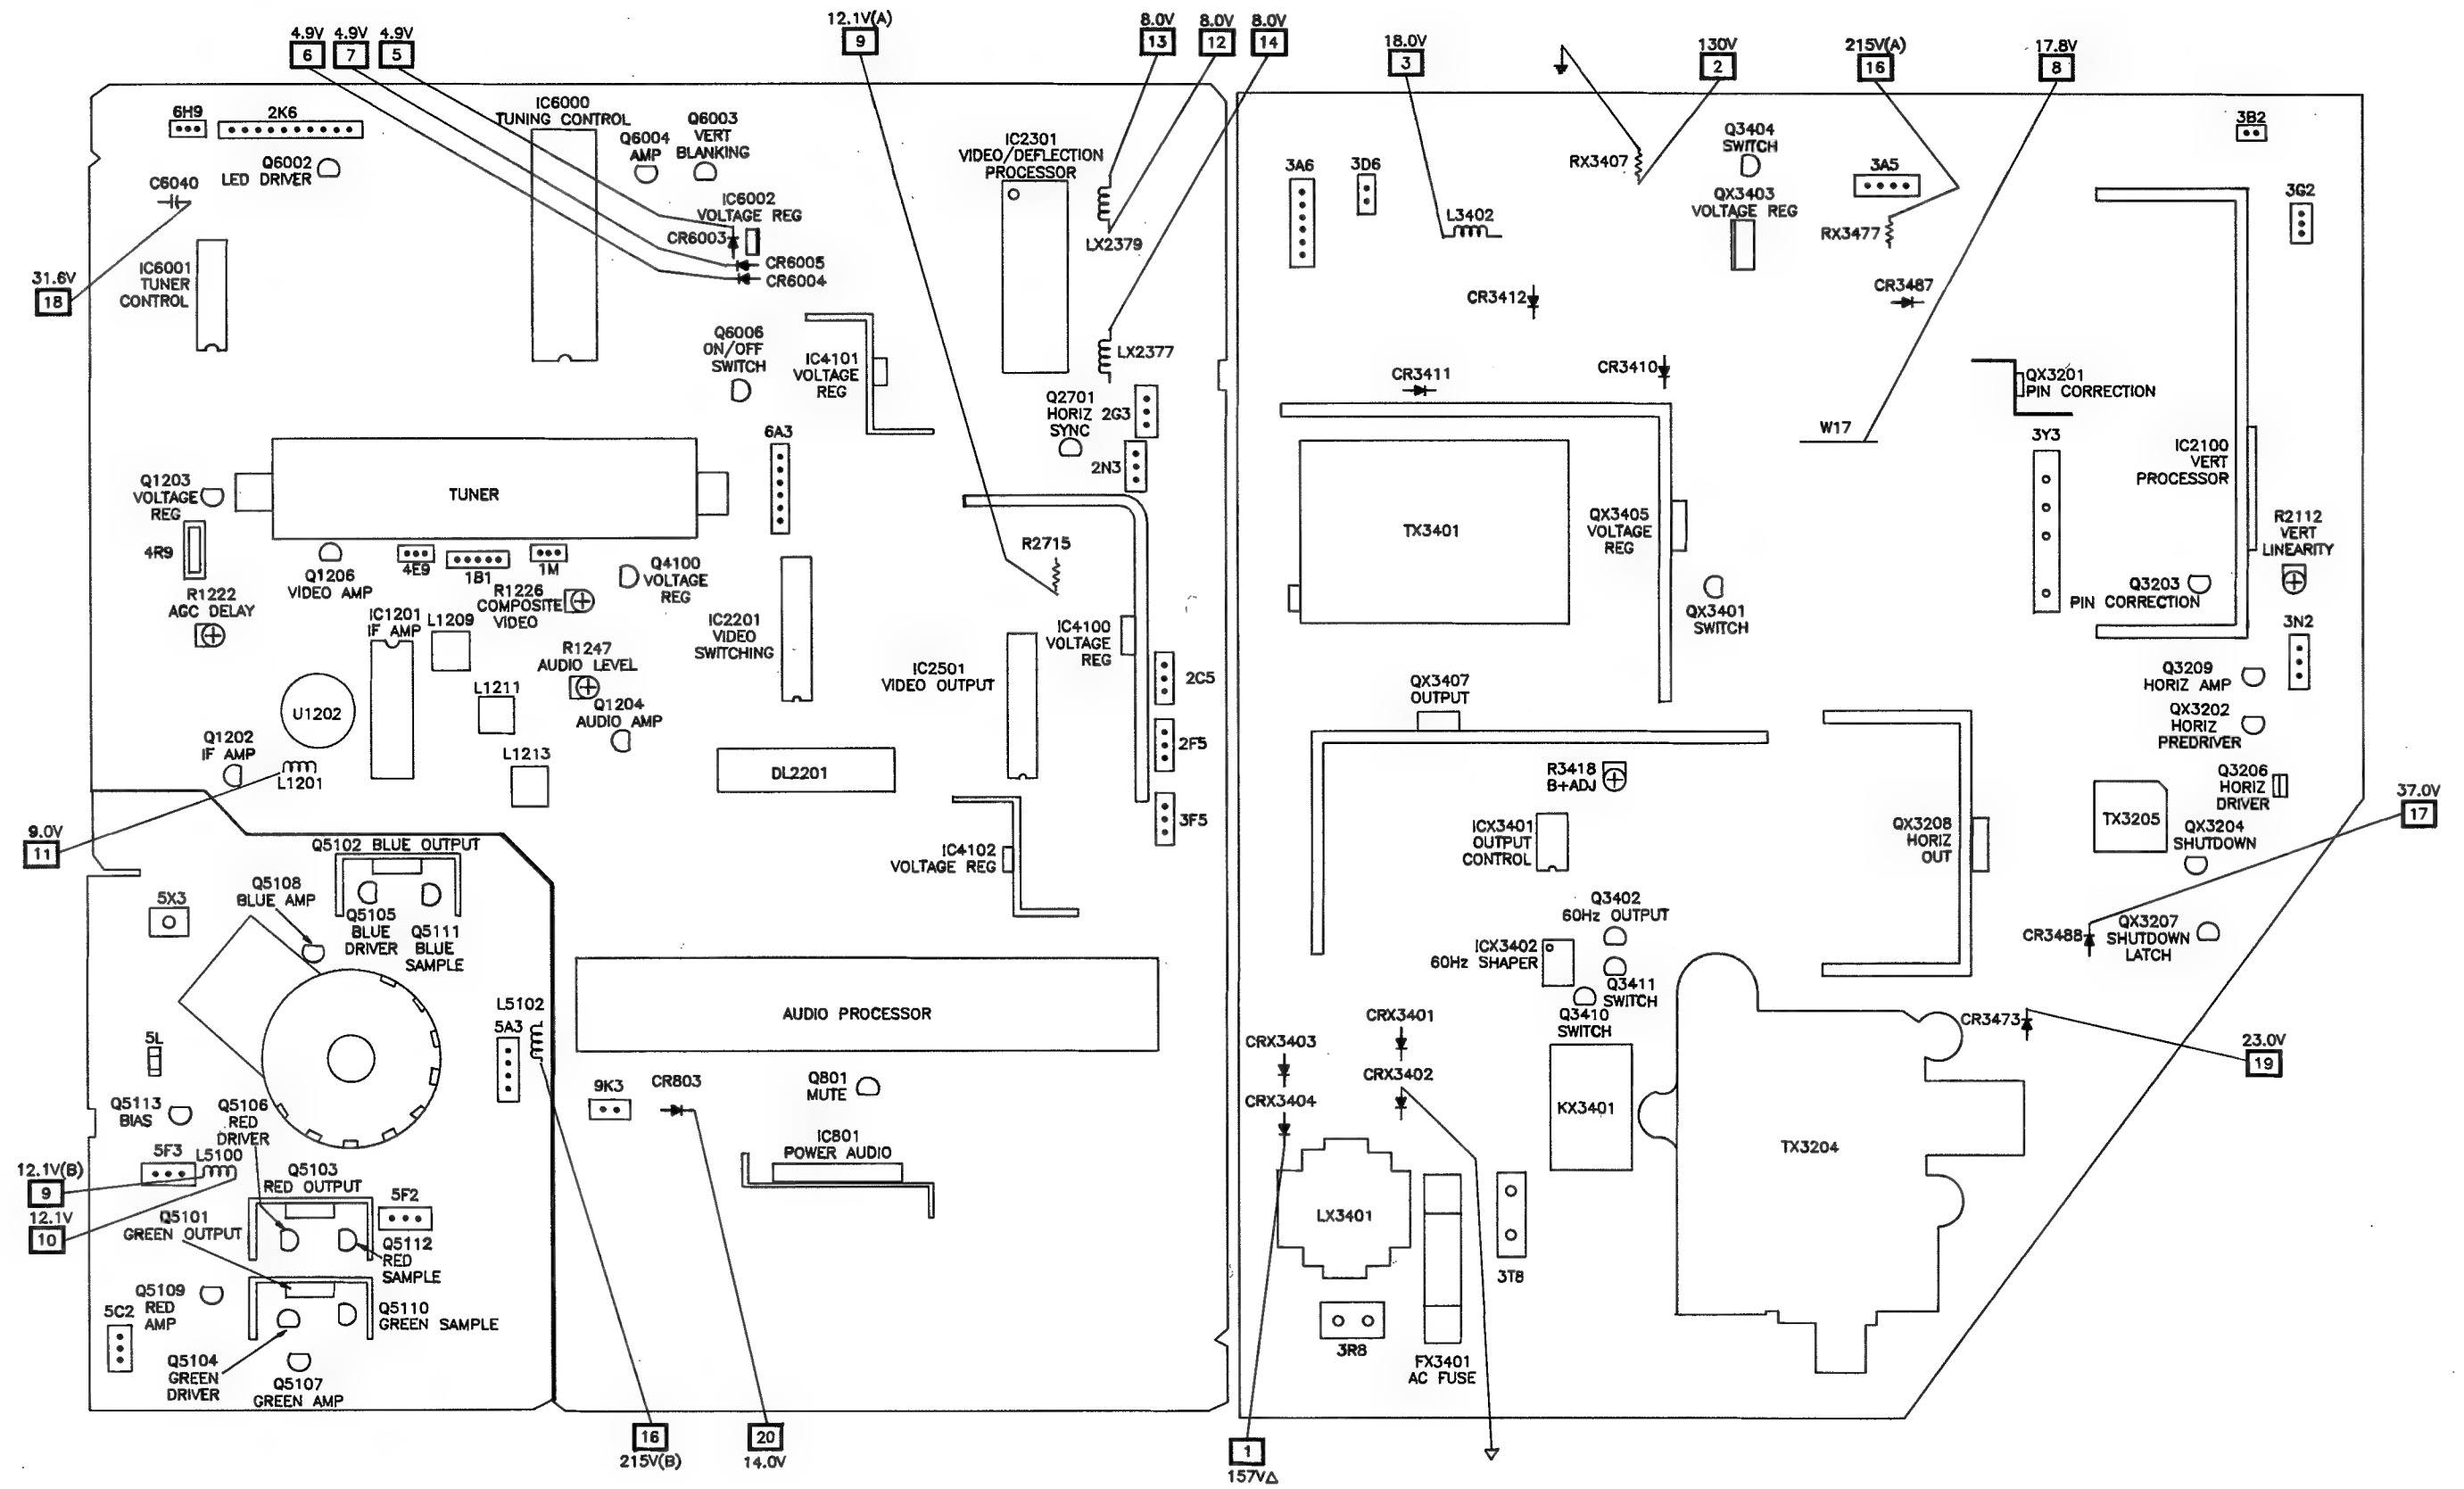 4.9V
6
4.9V
7
4.9V
5
12.1V(A)
9
8.0V
13
8.0V
12
8.0V
14
18.0V
3
130V
2
215V(A)
16
17.8V
8
6H9
2K6
IC6000
TUNING CONTROL
Q6004
AMP
Q6003
VERT
BLANKING
IC2301
VIDEO/DEFLECTION
PROCESSOR
Q6002
LED DRIVER
C6040
IC6002
VOLTAGE REG
CR6003
CR6005
CR6004
LX2379
31.6V
18
IC6001
TUNER
CONTROL
Q6006
ON/OFF
SWITCH
IC4101
VOLTAGE
REG
LX2377
Q2701
HORIZ
SYNC
2G3
2N3
6A3
Q1203
VOLTAGE
REG
TUNER
4R9
Q1206
VIDEO AMP
4E9
1B1
1M
R1226
COMPOSITE
VIDEO
Q4100
VOLTAGE
REG
R2715
R1222
AGC DELAY
IC1201
IF AMP
L1209
IC2201
VIDEO
SWITCHING
IC4100
VOLTAGE
REG
R1247
AUDIO LEVEL
IC2501
VIDEO OUTPUT
2C5
L1211
U1202
Q1204
AUDIO AMP
Q1202
IF AMP
L1201
L1213
DL2201
2F5
3F5
9.0V
11
IC4102
VOLTAGE REG
Q5102 BLUE OUTPUT
Q5108
BLUE AMP
5X3
Q5105
BLUE
DRIVER
Q5111
BLUE
SAMPLE
L5102
5A3
AUDIO PROCESSOR
5L
Q5113
BIAS
Q5106
RED
DRIVER
9K3
CR803
Q801
MUTE
IC801
POWER AUDIO
5F3
L5100
12.1V(B)
9
12.1V
10
Q5103
RED OUTPUT
5F2
Q5101
GREEN OUTPUT
Q5112
RED
SAMPLE
Q5109
RED
AMP
5C2
Q5110
GREEN SAMPLE
Q5104
GREEN
DRIVER
Q5107
GREEN AMP
16
215V(B)
20
14.0V
3A6
3D6
RX3407
Q3404
SWITCH
QX3403
VOLTAGE REG
3A5
3B2
3G2
L3402
RX3477
CR3412
CR3487
CR3411
CR3410
QX3201
PIN CORRECTION
W17
3Y3
IC2100
VERT
PROCESSOR
TX3401
QX3405
VOLTAGE
REG
R2112
VERT
LINEARITY
QX3401
SWITCH
Q3203
PIN CORRECTION
3N2
QX3407
OUTPUT
Q3209
HORIZ AMP
QX3202
HORIZ
PREDRIVER
R3418
B+ADJ
Q3206
HORIZ
DRIVER
37.0V
17
ICX3401
OUTPUT
CONTROL
QX3208
HORIZ
OUT
TX3205
QX3204
SHUTDOWN
Q3402
60Hz OUTPUT
ICX3402
60Hz SHAPER
Q3411
SWITCH
Q3410
SWITCH
CR3488
QX3207
SHUTDOWN
LATCH
CRX3401
CRX3403
CRX3402
CRX3404
CR3473
23.0V
19
KX3401
TX3204
LX3401
3T8
3R8
FX3401
AC FUSE
1
157V△